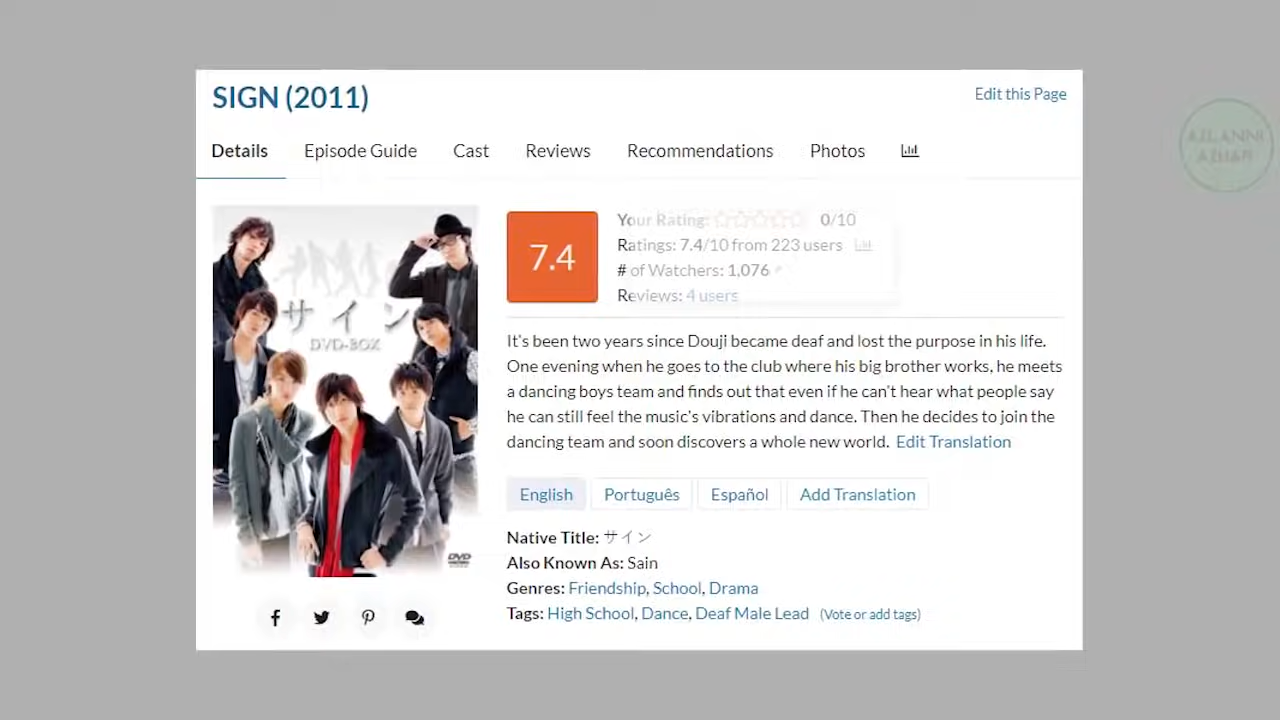 SIGN (2011)
Edit this Page
Details
Episode Guide
Cast
Reviews
Recommendations
Photos
AZLANNI
AZHAR
7.4
Your Rating: 0/10
Ratings: 7.4/10 from 223 users
# of Watchers: 1,076
Reviews: 4 users
サイン
DVD-BOX
It's been two years since Douji became deaf and lost the purpose in his life.
One evening when he goes to the club where his big brother works, he meets
a dancing boys team and finds out that even if he can't hear what people say
he can still feel the music's vibrations and dance. Then he decides to join the
dancing team and soon discovers a whole new world. Edit Translation
English
Português
Español
Add Translation
Native Title: サイン
Also Known As: Sain
Genres: Friendship, School, Drama
Tags: High School, Dance, Deaf Male Lead (Vote or add tags)
DVD